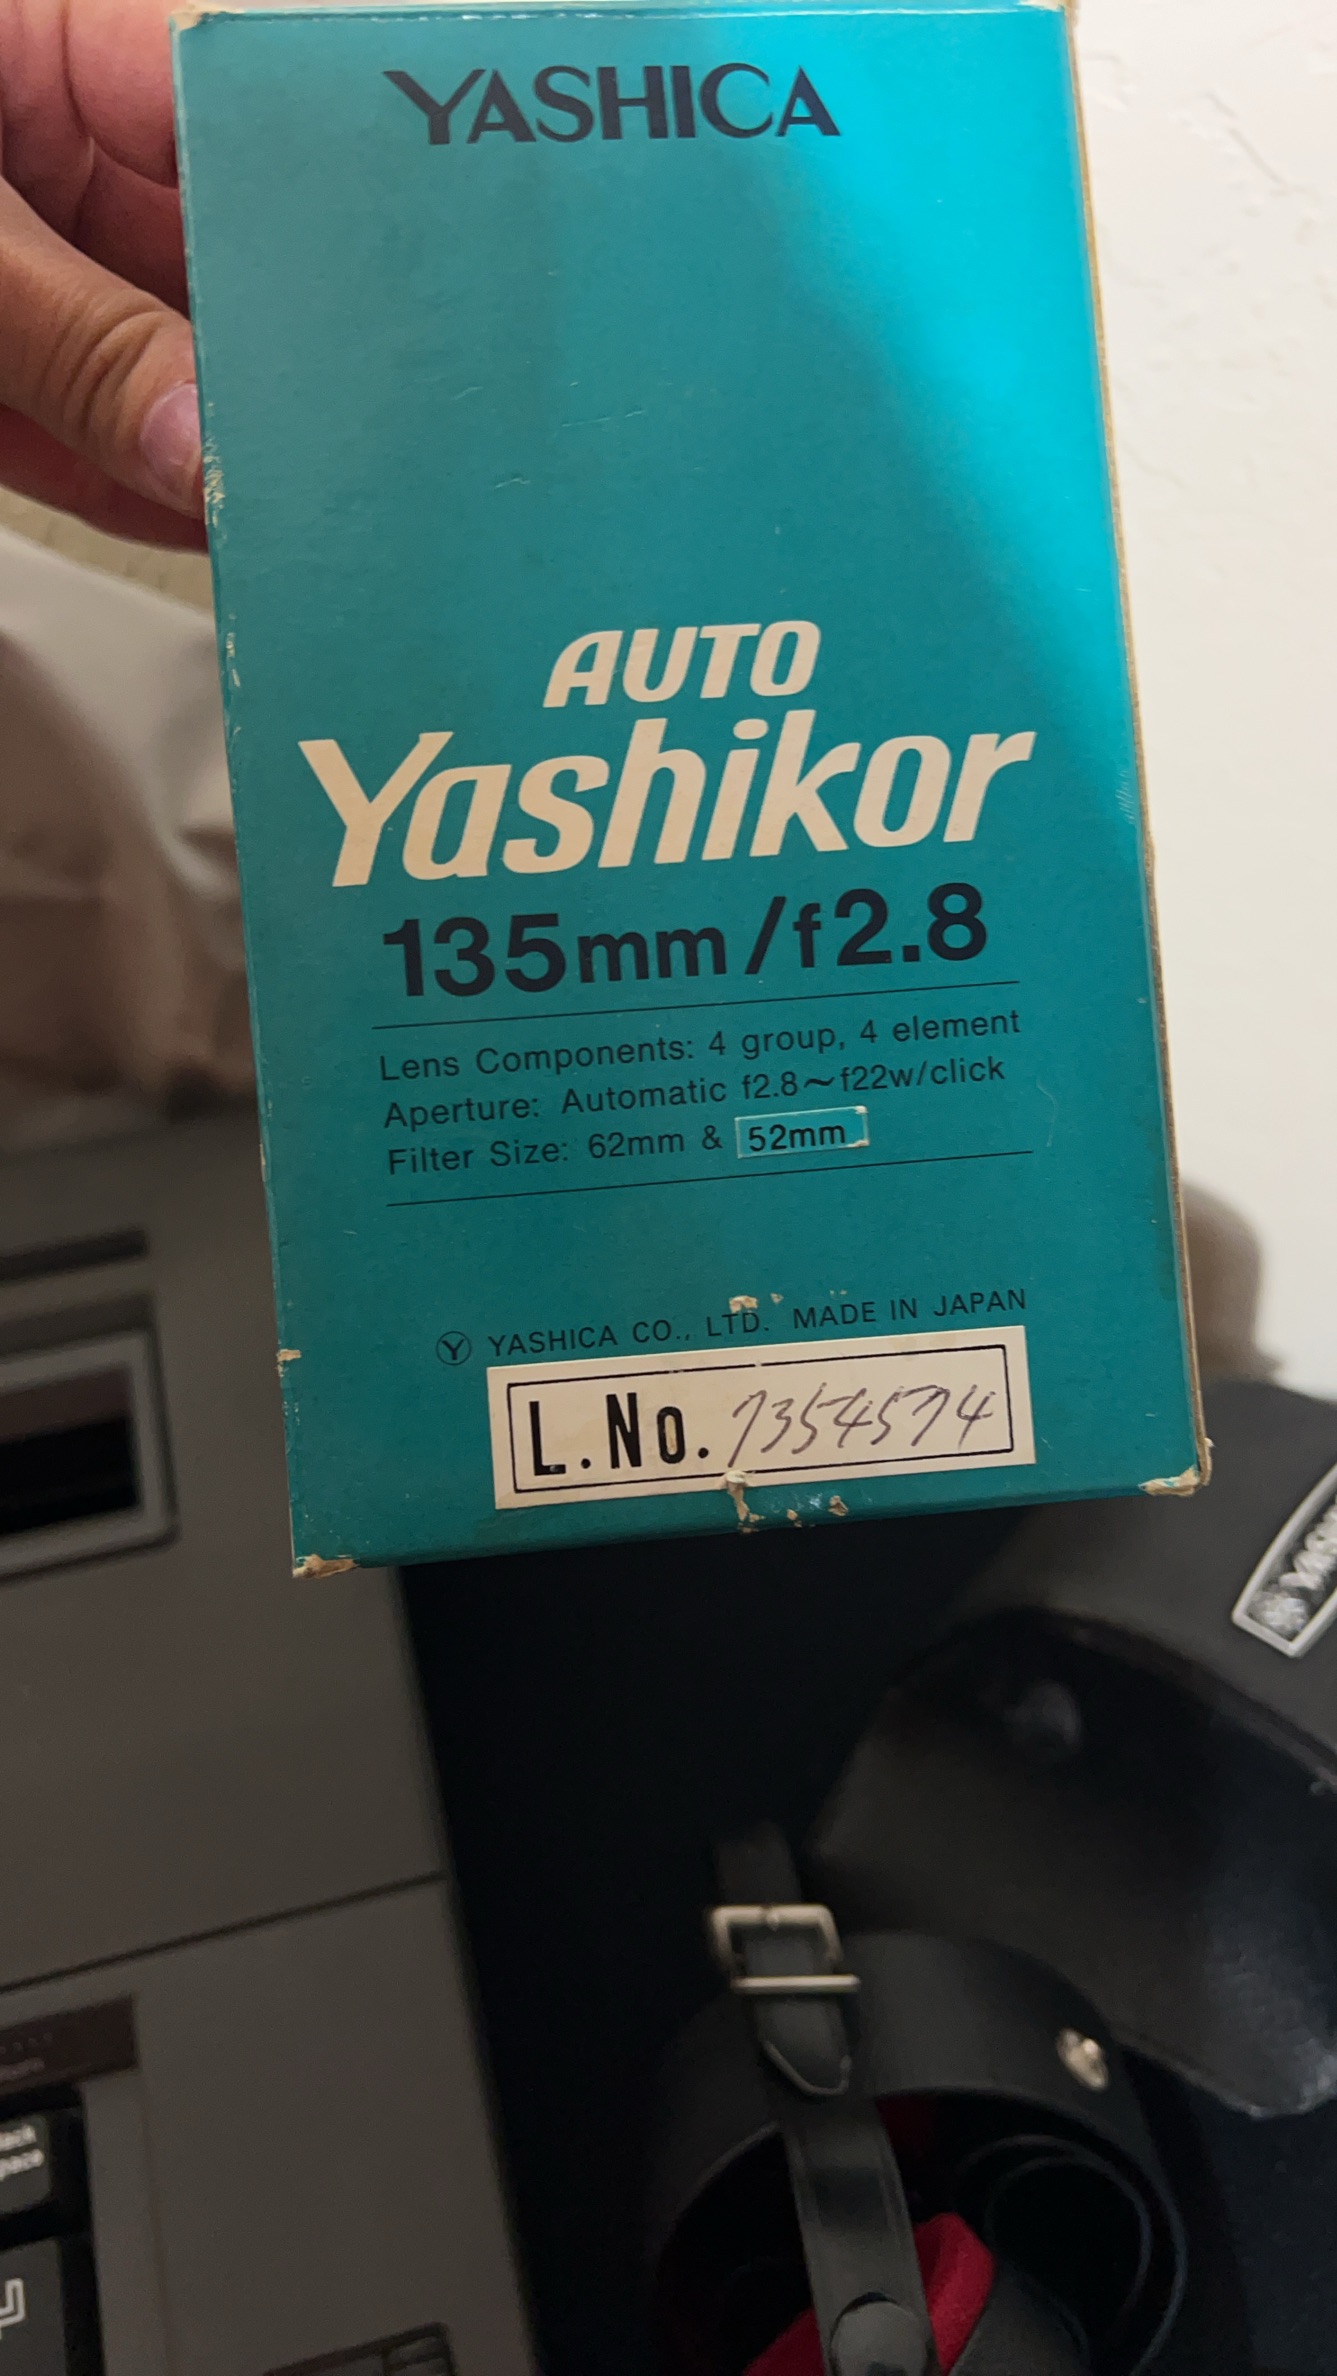 YASHICA
AUTO
Yashikor
135mm/f2.8
Lens Components: 4 group, 4 element
Aperture: Automatic f2.8~f22w/click
Filter Size: 62mm & 52mm
Y YASHICA CO., LTD. MADE IN JAPAN
L.No. 7354574